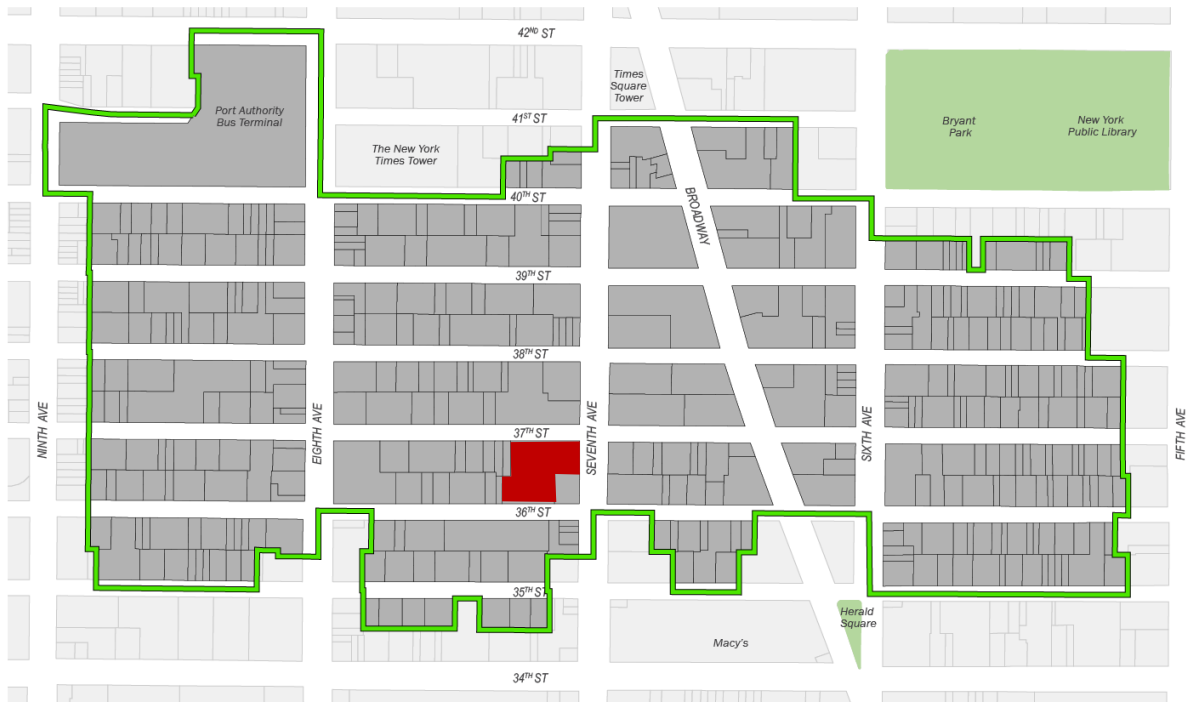 42ND ST
Times
Square
Tower
Port Authority
Bus Terminal
41ST ST
Bryant
Park
New York
Public Library
The New York
Times Tower
40TH ST
BROADWAY
39TH ST
38TH ST
NINTH AVE
EIGHTH AVE
37TH ST
SEVENTH AVE
SIXTH AVE
FIFTH AVE
36TH ST
35TH ST
Herald
Square
Macy's
34TH ST